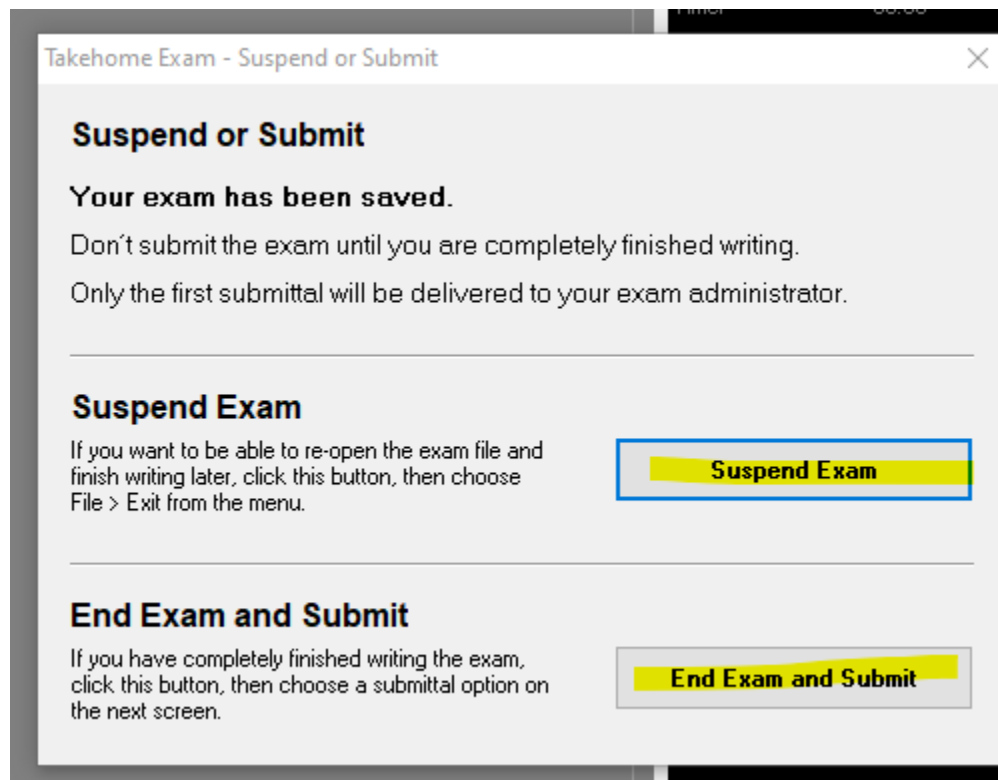 Takehome Exam - Suspend or Submit
Suspend or Submit
Your exam has been saved.
Don´t submit the exam until you are completely finished writing.
Only the first submittal will be delivered to your exam administrator.
Suspend Exam
If you want to be able to re-open the exam file and
finish writing later, click this button, then choose
File > Exit from the menu.
Suspend Exam
End Exam and Submit
If you have completely finished writing the exam,
click this button, then choose a submittal option on
the next screen.
End Exam and Submit